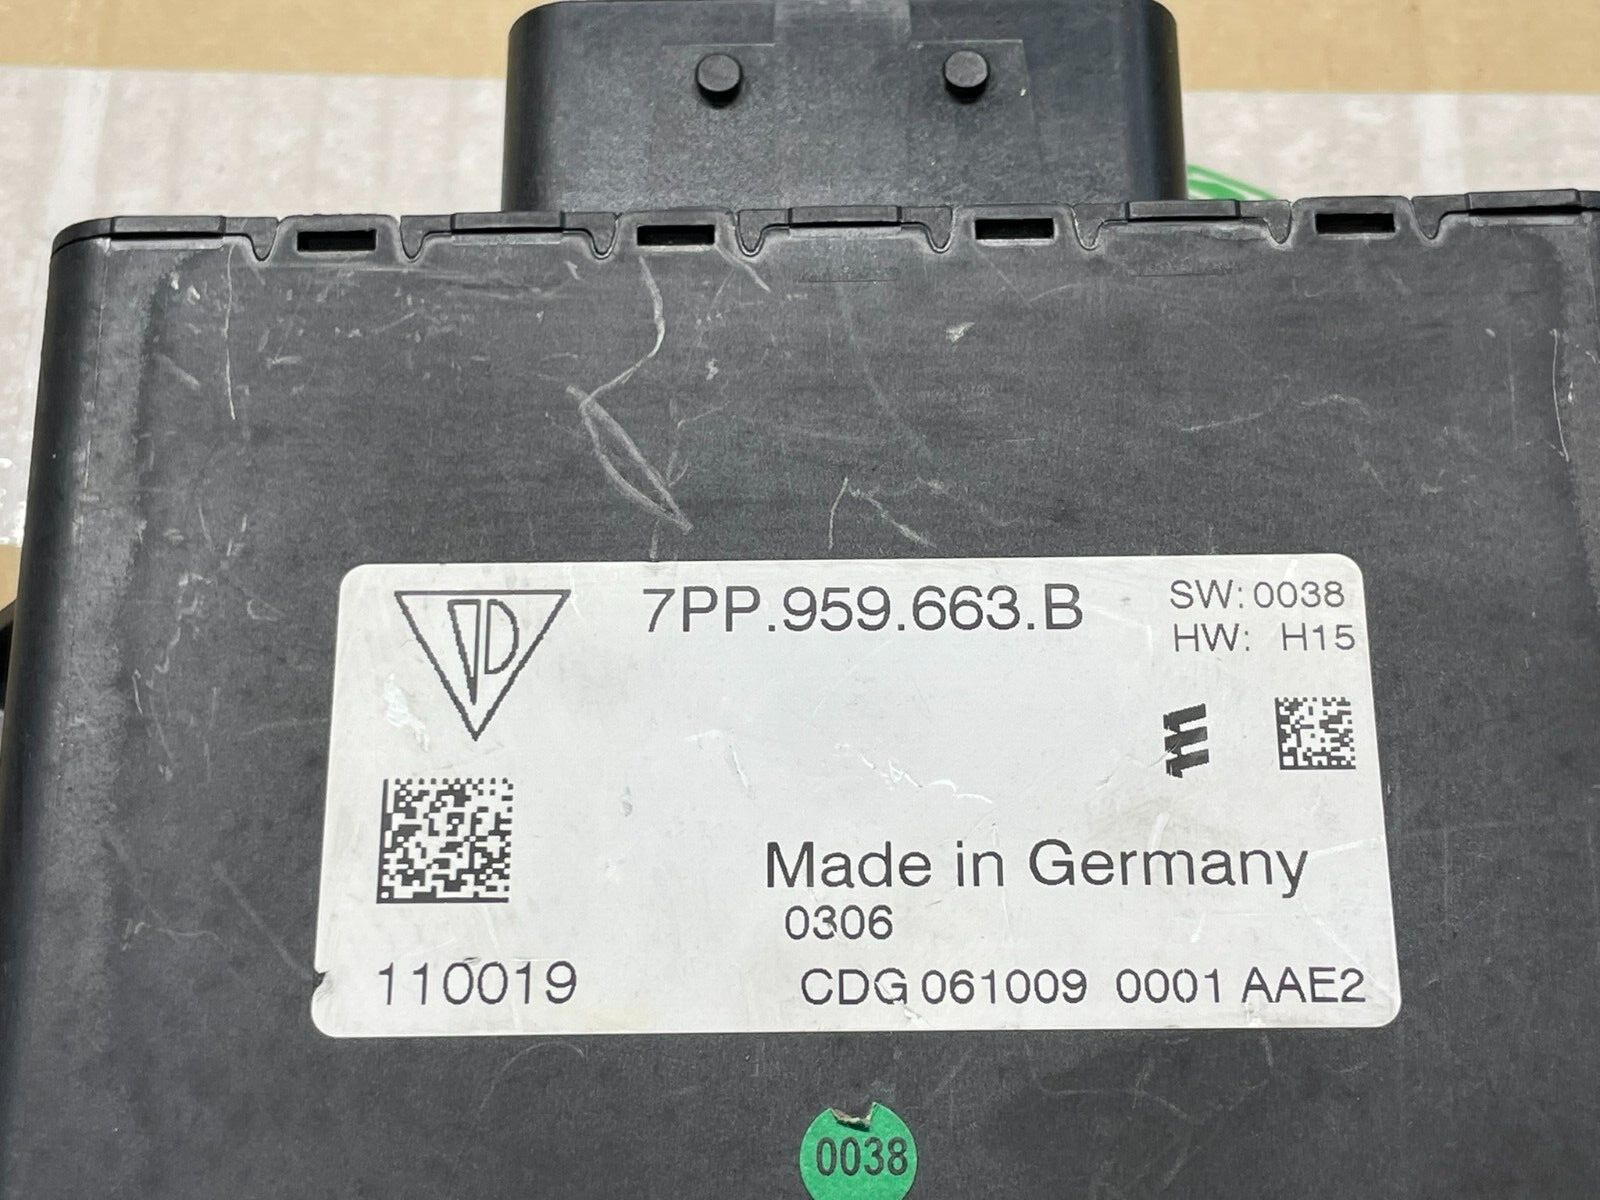 7PP.959.663.B
SW: 0038
HW: H15
Made in Germany
0306
110019
CDG 061009 0001 AAE2
0038